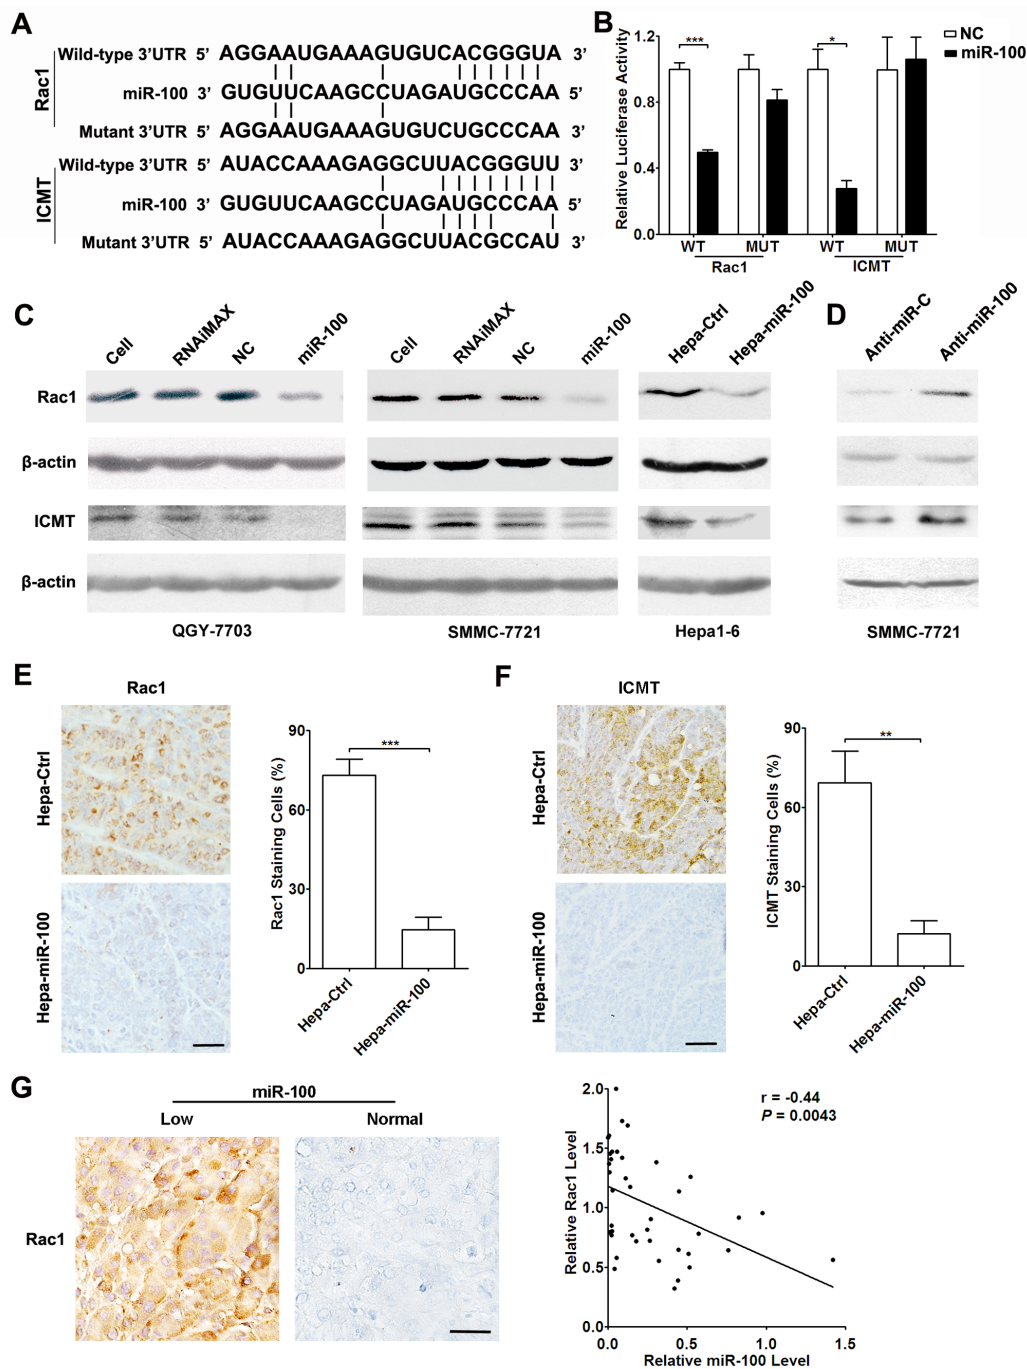 A
Rac1
Wild-type 3'UTR 5' AGGAAUGAAAGUGUCACGGGUA 3'
miR-100 3' GUGUUCAAGCCUAGAUGCCCAA 5'
Mutant 3'UTR 5' AGGAAUGAAAGUGUCUGCCCAA 3'
ICMT
Wild-type 3'UTR 5' AUACCAAAGAGGCUUACGGGUU 3'
miR-100 3' GUGUUCAAGCCUAGAUGCCCAA 5'
Mutant 3'UTR 5' AUACCAAAGAGGCUUACGCCAU 3'
B
NC
miR-100
Relative Luciferase Activity
1.2
0.8
0.4
0.0
***
*
WT MUT WT MUT
Rac1 ICMT
C
Cell RNAiMAX NC miR-100
Cell RNAiMAX NC miR-100
Hepa-Ctrl Hepa-miR-100
D
Anti-miR-C Anti-miR-100
Rac1
β-actin
ICMT
β-actin
QGY-7703 SMMC-7721 Hepa1-6 SMMC-7721
E
Rac1
Hepa-Ctrl
Hepa-miR-100
Rac1 Staining Cells (%)
90
60
30
0
***
Hepa-Ctrl
Hepa-miR-100
F
ICMT
Hepa-Ctrl
Hepa-miR-100
ICMT Staining Cells (%)
90
60
30
0
**
Hepa-Ctrl
Hepa-miR-100
G
miR-100
Low Normal
Rac1
Relative Rac1 Level
2.0
1.5
1.0
0.5
0.0
r = -0.44
P = 0.0043
0.0 0.5 1.0 1.5
Relative miR-100 Level